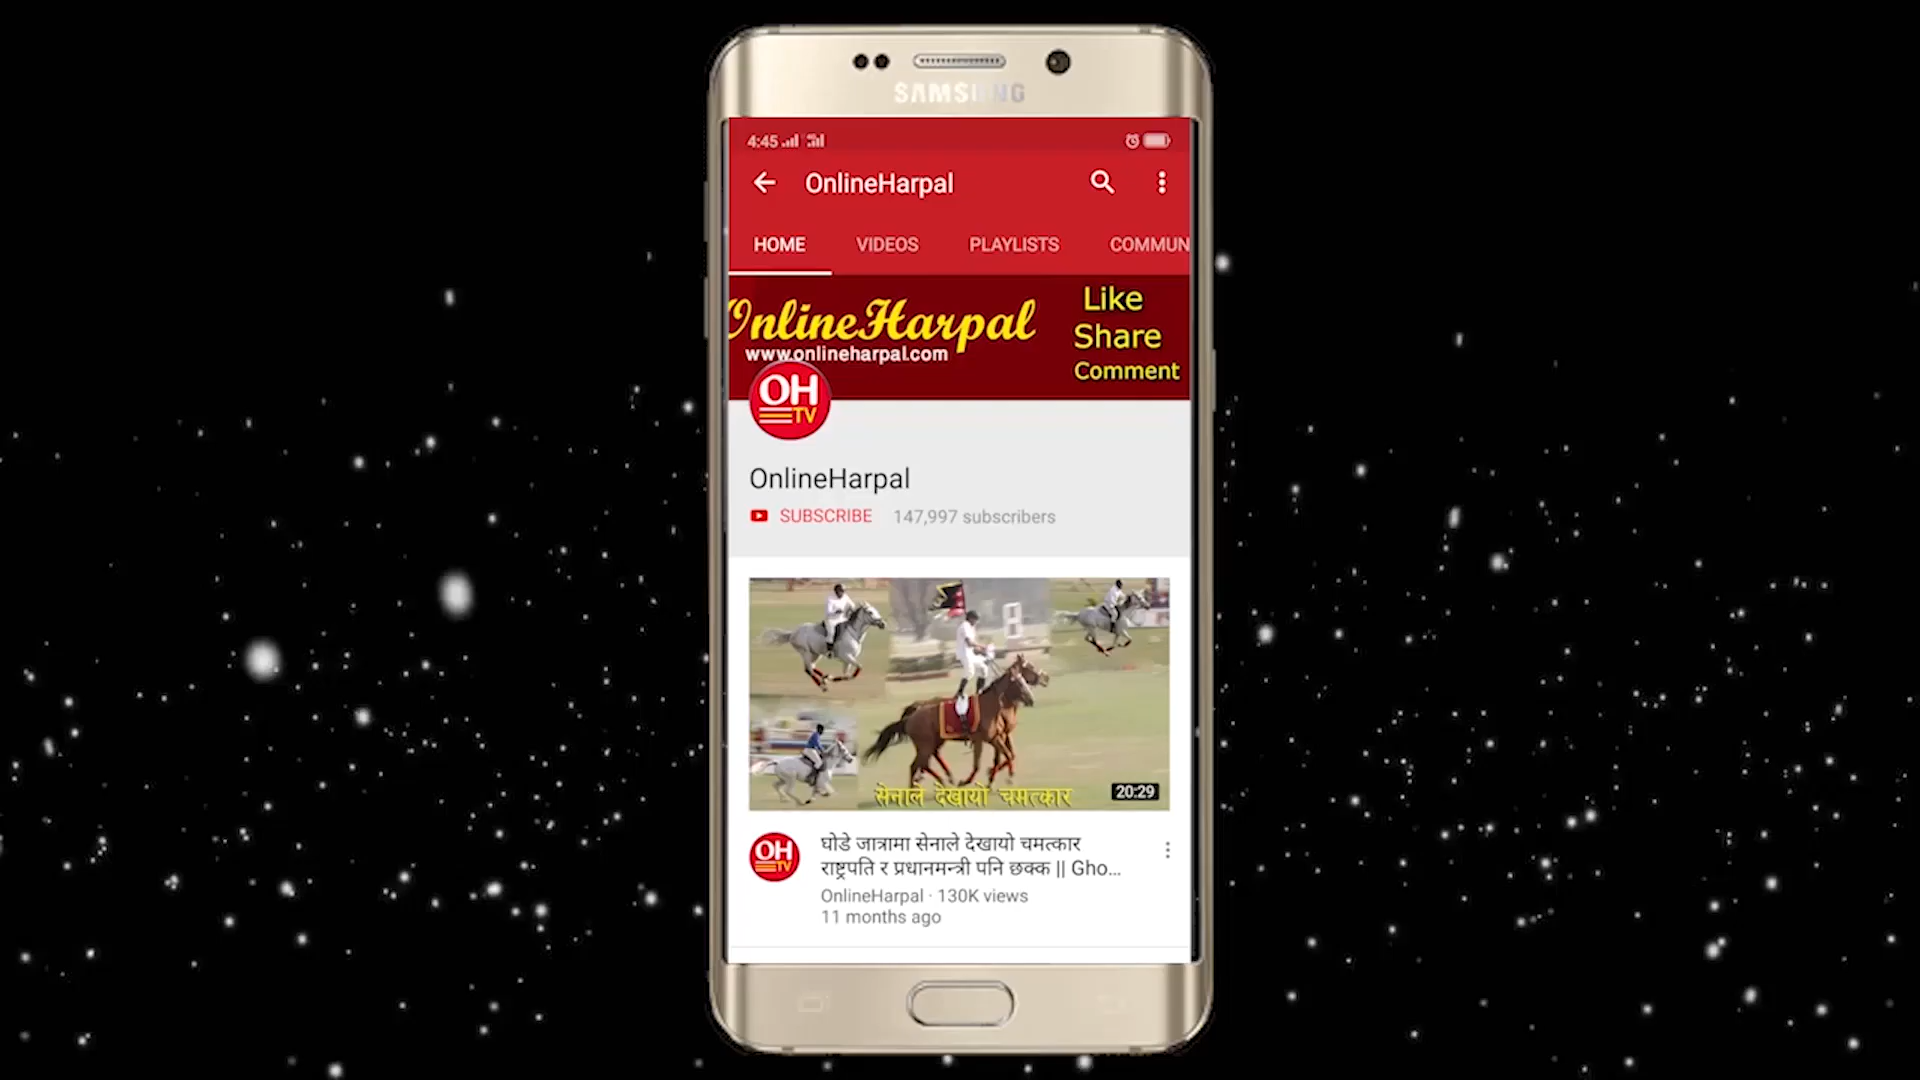 SAMSUNG
4:45
OnlineHarpal
HOME VIDEOS PLAYLISTS COMMUN
OnlineHarpal
www.onlineharpal.com
Like
Share
Comment
OH
TV
OnlineHarpal
SUBSCRIBE 147,997 subscribers
18
सेनाले देखायो चमत्कार
20:29
OH
TV
घोडे जात्रामा सेनाले देखायो चमत्कार
राष्ट्रपति र प्रधानमन्त्री पनि छक्क || Gho...
OnlineHarpal · 130K views
11 months ago